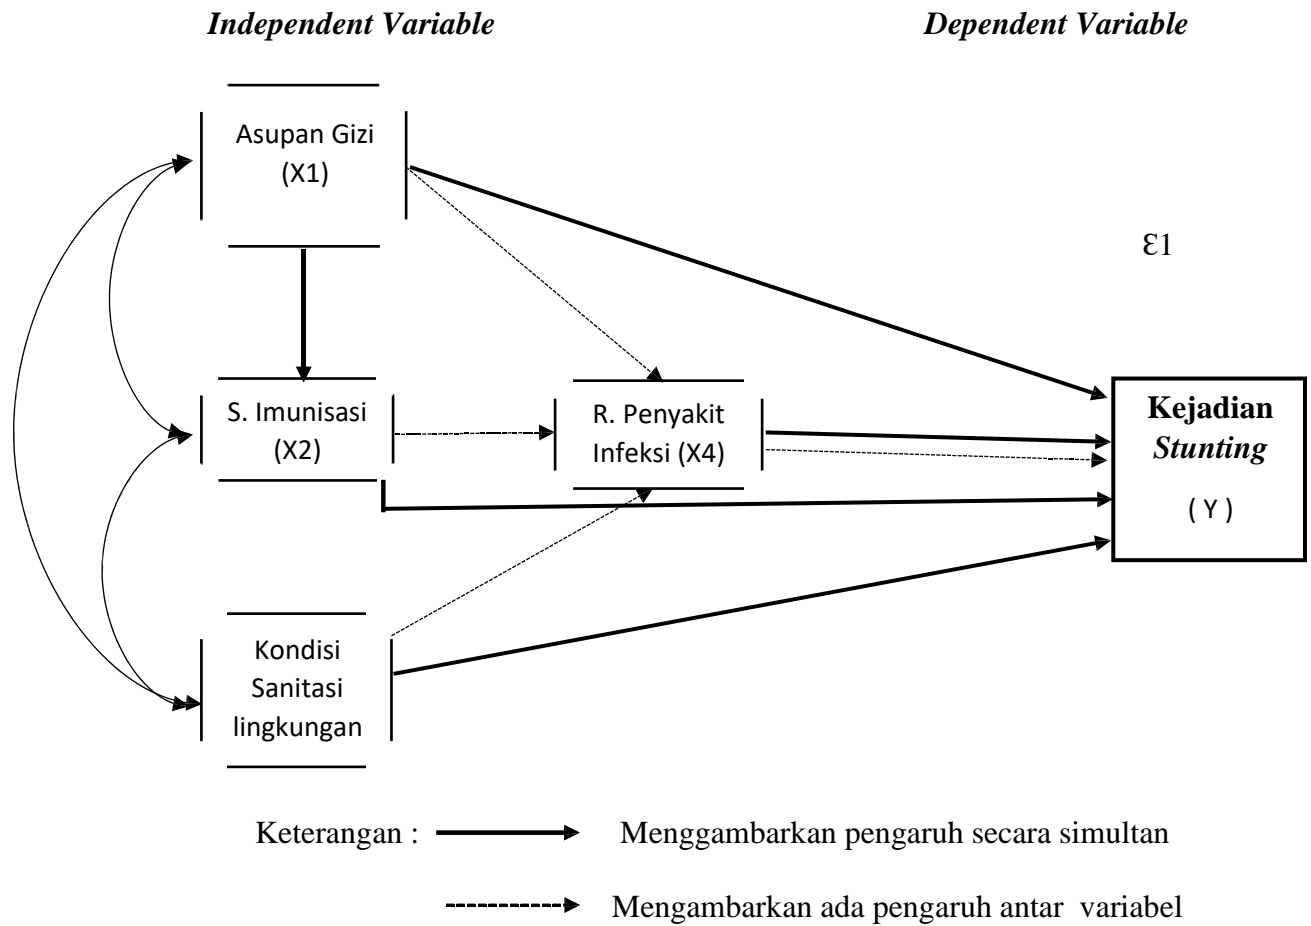 Independent Variable
Dependent Variable
Asupan Gizi
(X1)
Ɛ1
S. Imunisasi
(X2)
R. Penyakit
Infeksi (X4)
Kejadian
Stunting
( Y )
Kondisi
Sanitasi
lingkungan
Keterangan :
Menggambarkan pengaruh secara simultan
Mengambarkan ada pengaruh antar variabel